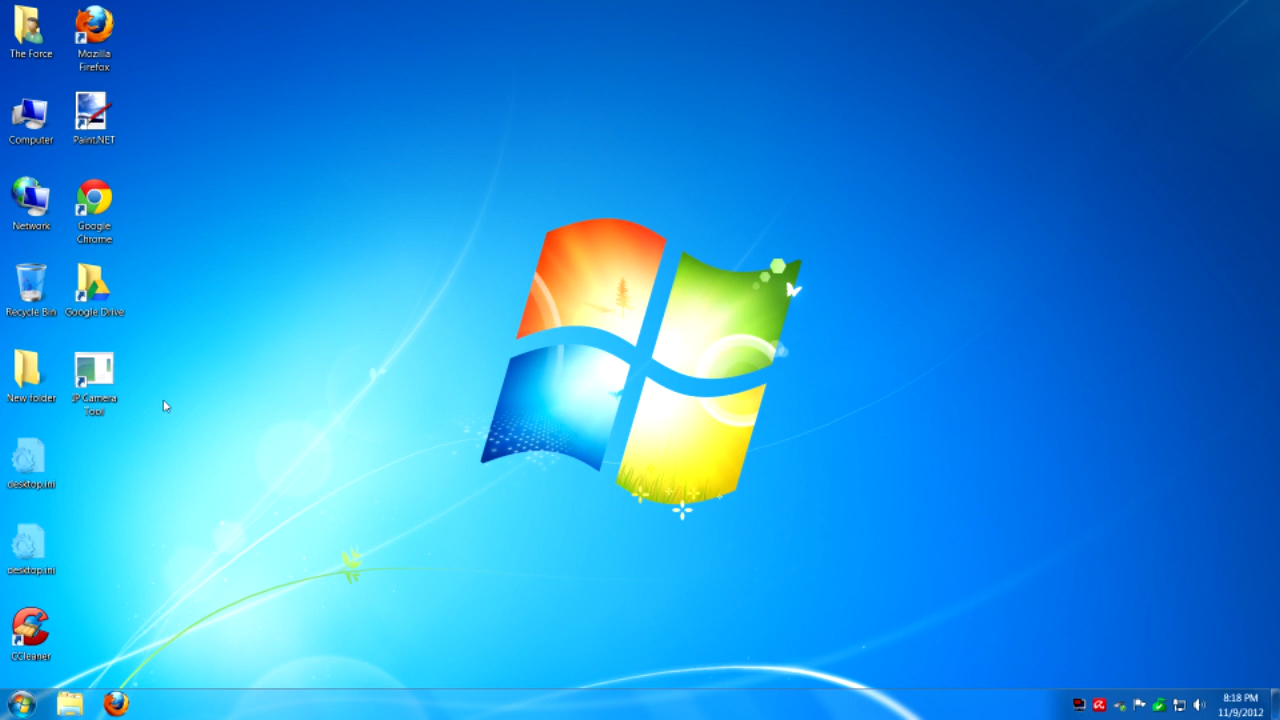 The Force
Mozilla
Firefox
Computer
Paint.NET
Network
Google
Chrome
Recycle Bin
Google Drive
New folder
IP Camera
Tool
desktop.ini
desktop.ini
CCleaner
8:18 PM
11/9/2012